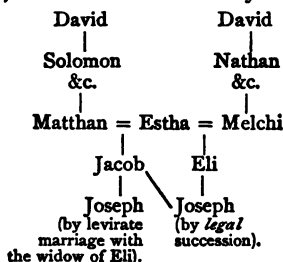 David David
Solomon Nathan
&c. &c.
Matthan = Estha = Melchi
Jacob Eli
Joseph Joseph
(by levirate (by legal
marriage with succession).
the widow of Eli).